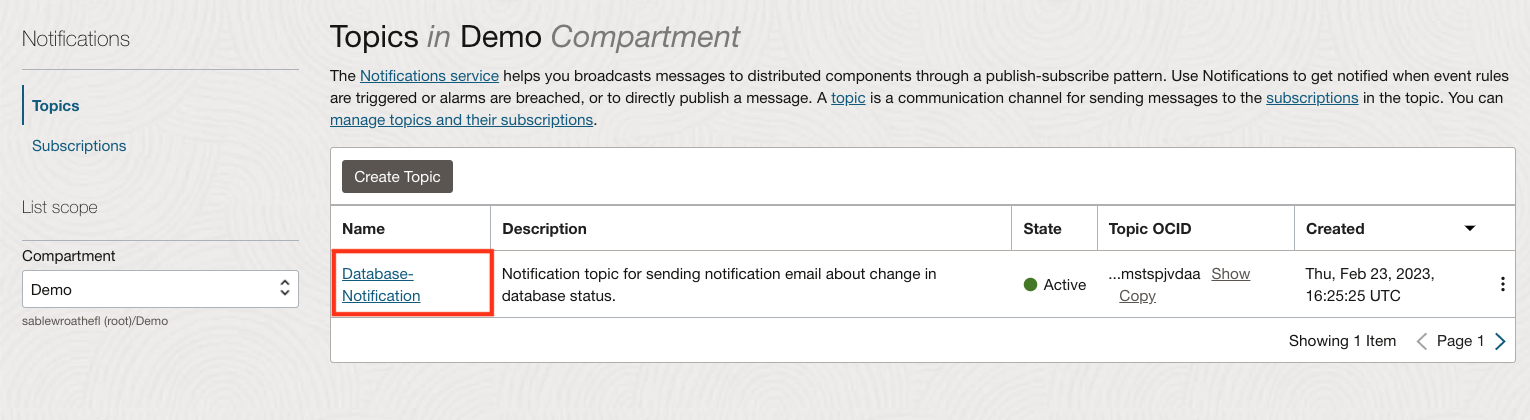 Notifications
Topics
Subscriptions
List scope
Compartment
Demo
sablewroathefl (root)/Demo
Topics in Demo Compartment
The Notifications service helps you broadcasts messages to distributed components through a publish-subscribe pattern. Use Notifications to get notified when event rules
are triggered or alarms are breached, or to directly publish a message. A topic is a communication channel for sending messages to the subscriptions in the topic. You can
manage topics and their subscriptions.
Create Topic
Name Description State Topic OCID Created
Database-
Notification
Notification topic for sending notification email about change in
database status.
Active
...mstspjvdaa Show
Copy
Thu, Feb 23, 2023,
16:25:25 UTC
Showing 1 Item Page 1